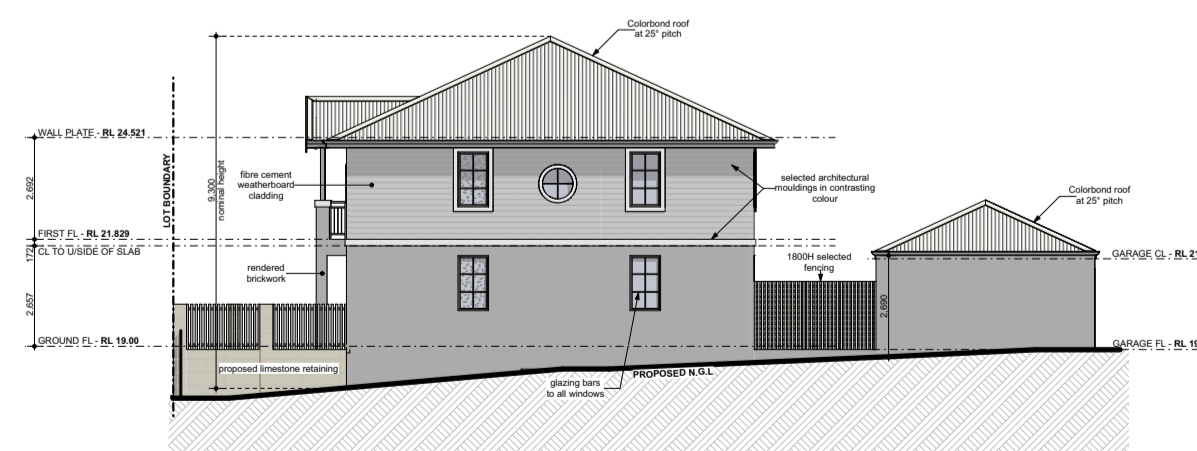 Colorbond roof
at 25° pitch
WALL PLATE - RL 24.521
LOT BOUNDARY
9.300
nominal height
2,692
fibre cement
weatherboard
cladding
selected architectural
mouldings in contrasting
colour
Colorbond roof
at 25° pitch
FIRST FL - RL 21.829
172
CL TO U/SIDE OF SLAB
rendered
brickwork
1800H selected
fencing
GARAGE CL - RL 21
2,657
2,690
GROUND FL - RL 19.00
GARAGE FL - RL 19
proposed limestone retaining
PROPOSED N.G.L
glazing bars
to all windows